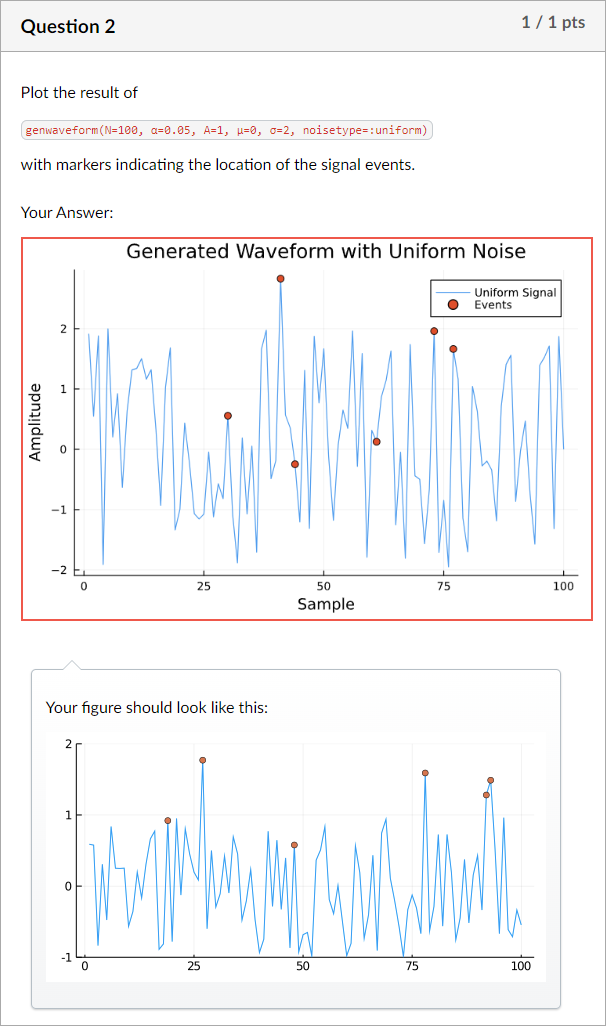 Question 2
1 / 1 pts
Plot the result of
genwaveform(N=100, α=0.05, A=1, μ=0, σ=2, noisetype=:uniform)
with markers indicating the location of the signal events.
Your Answer:
Generated Waveform with Uniform Noise
Uniform Signal
Events
Amplitude
2
1
0
−1
−2
0 25 50 75 100
Sample
Your figure should look like this:
2
1
0
-1
0 25 50 75 100